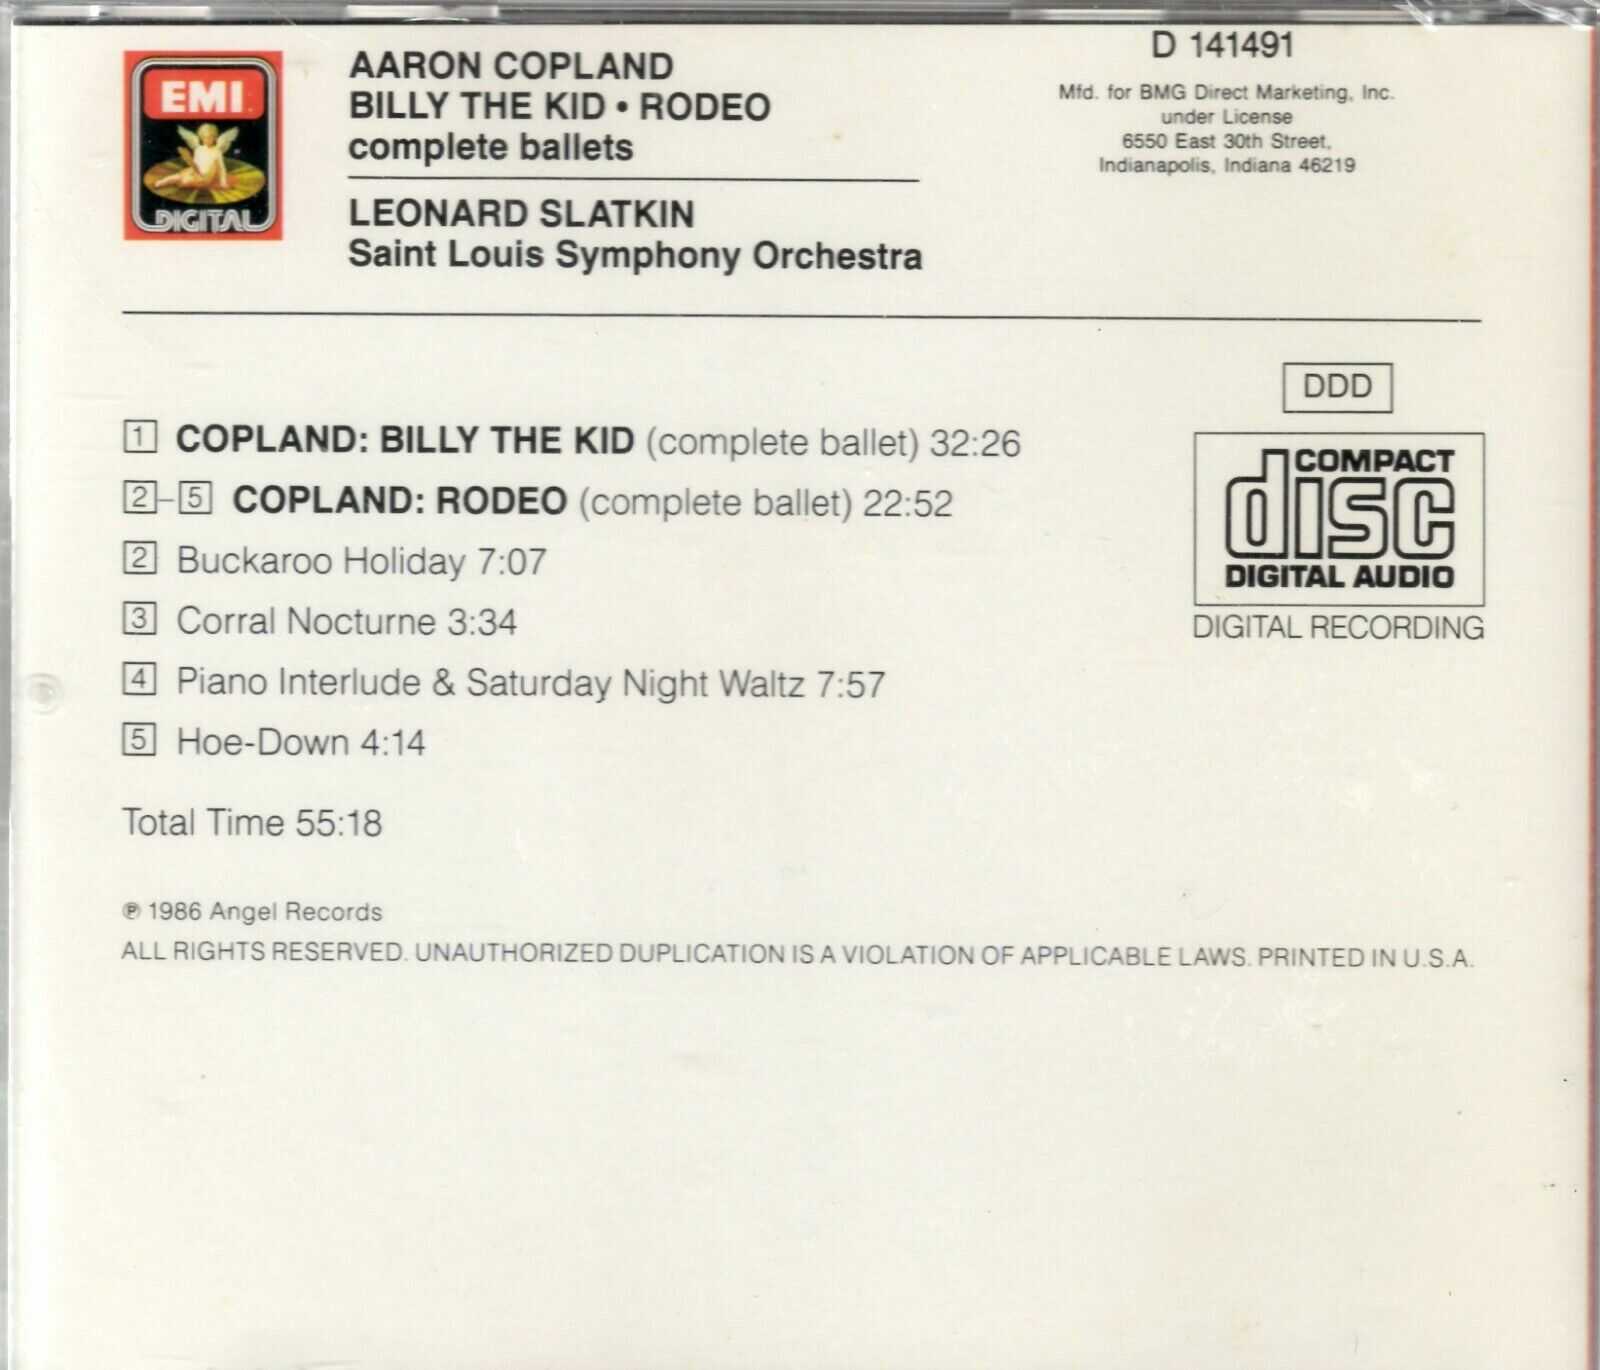 EMI
DIGITAL
AARON COPLAND
BILLY THE KID • RODEO
complete ballets
LEONARD SLATKIN
Saint Louis Symphony Orchestra
D 141491
Mfd. for BMG Direct Marketing, Inc.
under License
6550 East 30th Street,
Indianapolis, Indiana 46219
DDD
COMPACT
disc
DIGITAL AUDIO
DIGITAL RECORDING
1 COPLAND: BILLY THE KID (complete ballet) 32:26
2–5 COPLAND: RODEO (complete ballet) 22:52
2 Buckaroo Holiday 7:07
3 Corral Nocturne 3:34
4 Piano Interlude & Saturday Night Waltz 7:57
5 Hoe-Down 4:14
Total Time 55:18
℗ 1986 Angel Records
ALL RIGHTS RESERVED. UNAUTHORIZED DUPLICATION IS A VIOLATION OF APPLICABLE LAWS. PRINTED IN U.S.A.